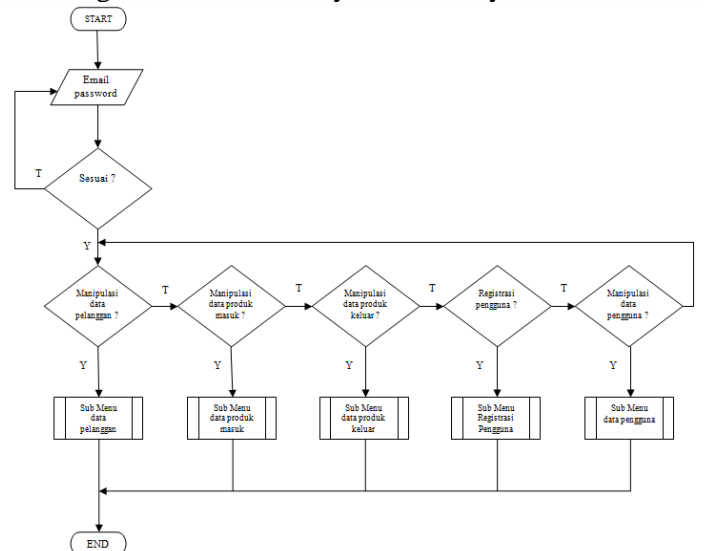 START
Email
password
T
Sesuai ?
Y
Manipulasi
data
pelanggan ?
T
Manipulasi
data produk
masuk ?
T
Manipulasi
data produk
keluar ?
T
Registrasi
pengguna ?
T
Manipulasi
data
pengguna ?
Y
Y
Y
Y
Y
Sub Menu
data
pelanggan
Sub Menu
data produk
masuk
Sub Menu
data produk
keluar
Sub Menu
Registrasi
Pengguna
Sub Menu
data pengguna
END